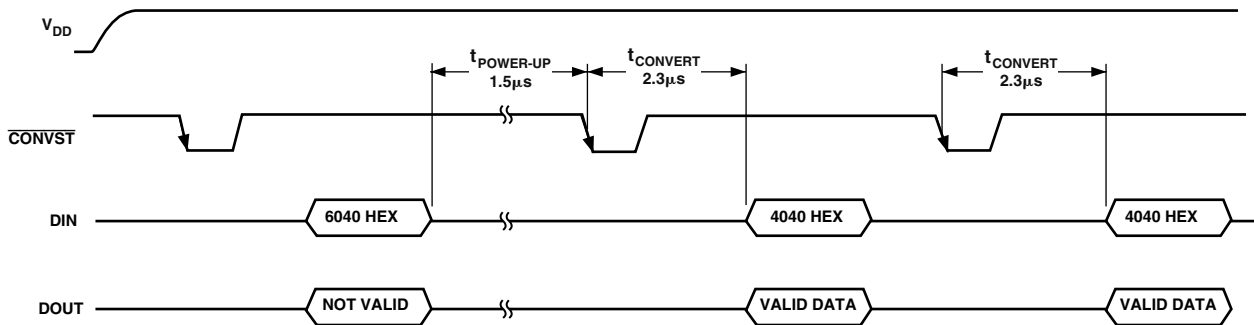 VDD
tPOWER-UP
1.5µs
tCONVERT
2.3µs
tCONVERT
2.3µs
CONVST
DIN
6040 HEX
4040 HEX
4040 HEX
DOUT
NOT VALID
VALID DATA
VALID DATA